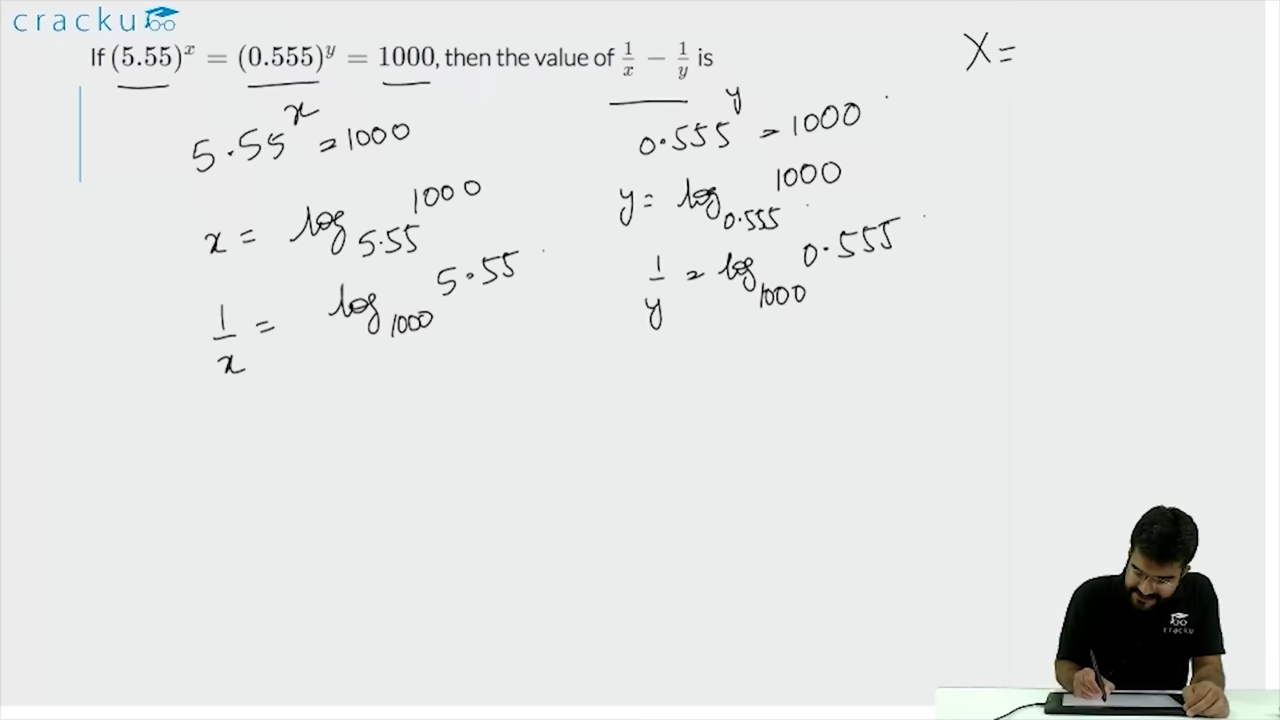 cracku
If (5.55)^x = (0.555)^y = 1000, then the value of 1/x − 1/y is
X =
5.55^x = 1000
x = log_5.55 1000
1/x = log_1000 5.55
0.555^y = 1000
y = log_0.555 1000
1/y = log_1000 0.555
cracku